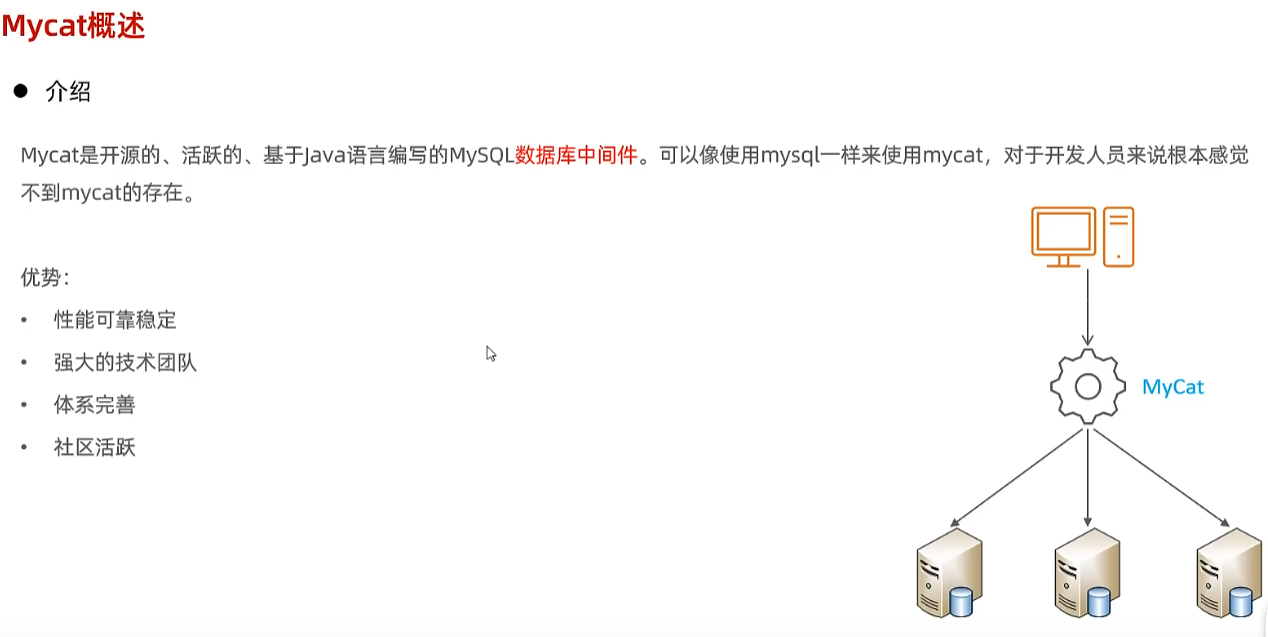 Mycat概述
● 介绍
Mycat是开源的、活跃的、基于Java语言编写的MySQL数据库中间件。可以像使用mysql一样来使用mycat，对于开发人员来说根本感觉
不到mycat的存在。
优势：
• 性能可靠稳定
• 强大的技术团队
• 体系完善
• 社区活跃
MyCat